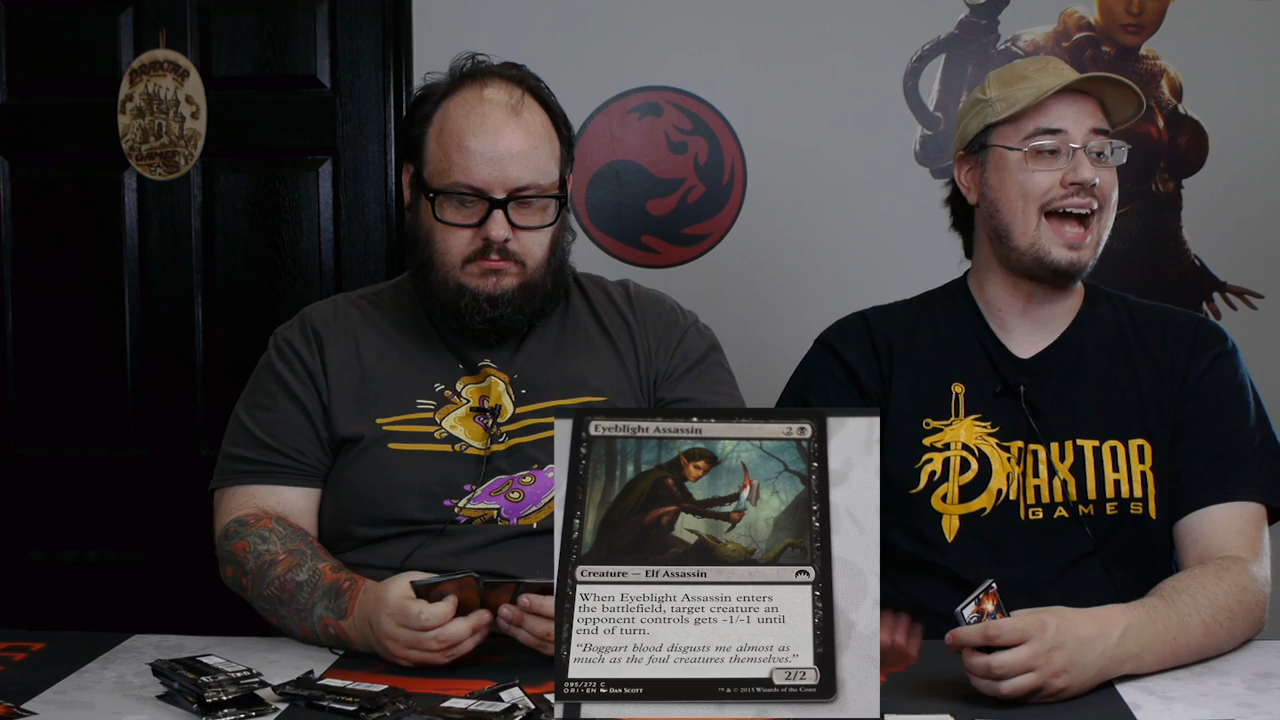 DRAXTAR
GAMES
Eyeblight Assassin 2
Creature — Elf Assassin
When Eyeblight Assassin enters
the battlefield, target creature an
opponent controls gets -1/-1 until
end of turn.
"Boggart blood disgusts me almost as
much as the foul creatures themselves."
2/2
095/272 C
ORI • EN DAN SCOTT
™ & © 2015 Wizards of the Coast
DRAXTAR
GAMES